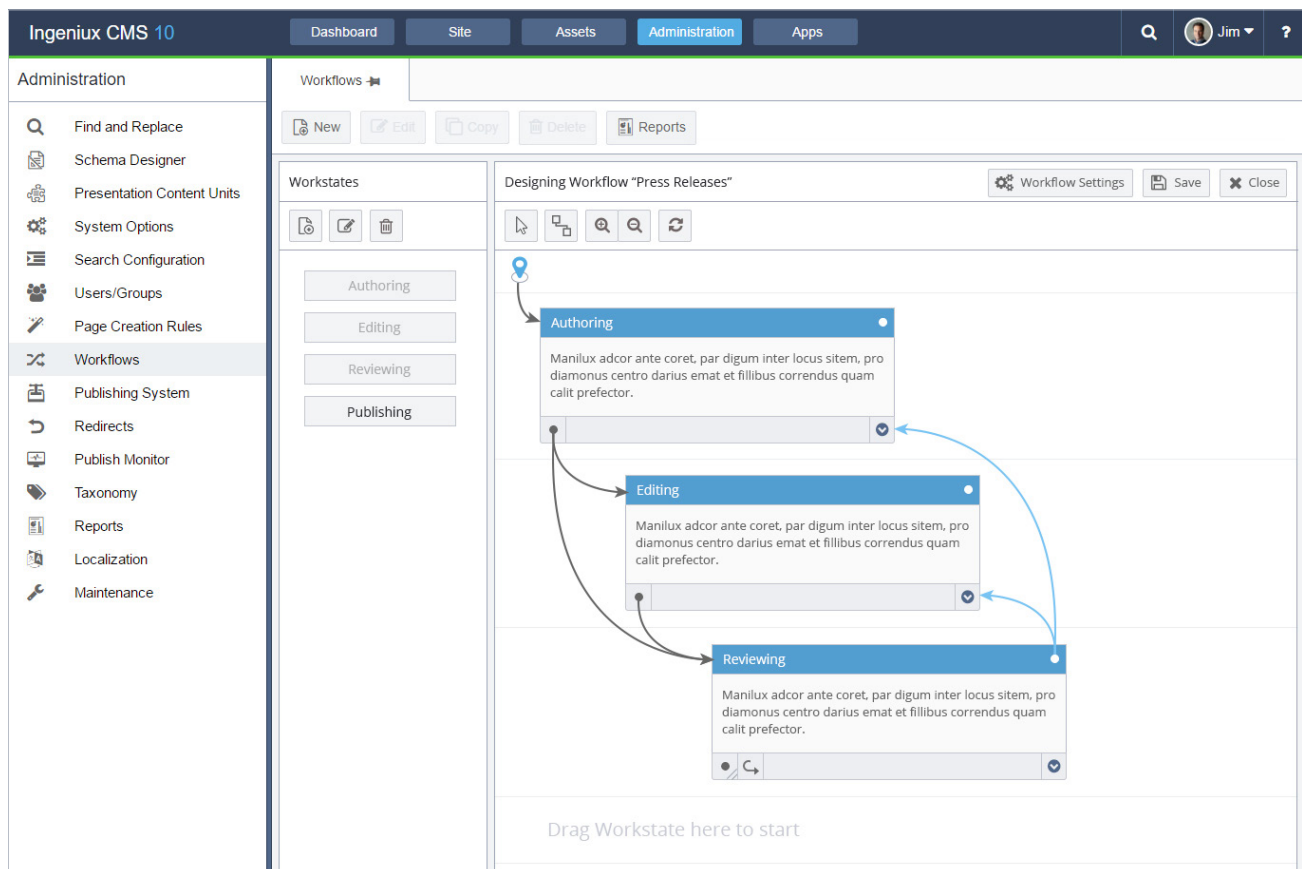 Ingeniux CMS 10
Dashboard
Site
Assets
Administration
Apps
Jim
?
Administration
Find and Replace
Schema Designer
Presentation Content Units
System Options
Search Configuration
Users/Groups
Page Creation Rules
Workflows
Publishing System
Redirects
Publish Monitor
Taxonomy
Reports
Localization
Maintenance
Workflows
New
Edit
Copy
Delete
Reports
Workstates
Authoring
Editing
Reviewing
Publishing
Designing Workflow “Press Releases”
Workflow Settings
Save
Close
Authoring
Manilux adcor ante coret, par digum inter locus sitem, pro
diamonus centro darius emat et fillibus correndus quam
calit prefector.
Editing
Manilux adcor ante coret, par digum inter locus sitem, pro
diamonus centro darius emat et fillibus correndus quam
calit prefector.
Reviewing
Manilux adcor ante coret, par digum inter locus sitem, pro
diamonus centro darius emat et fillibus correndus quam
calit prefector.
Drag Workstate here to start